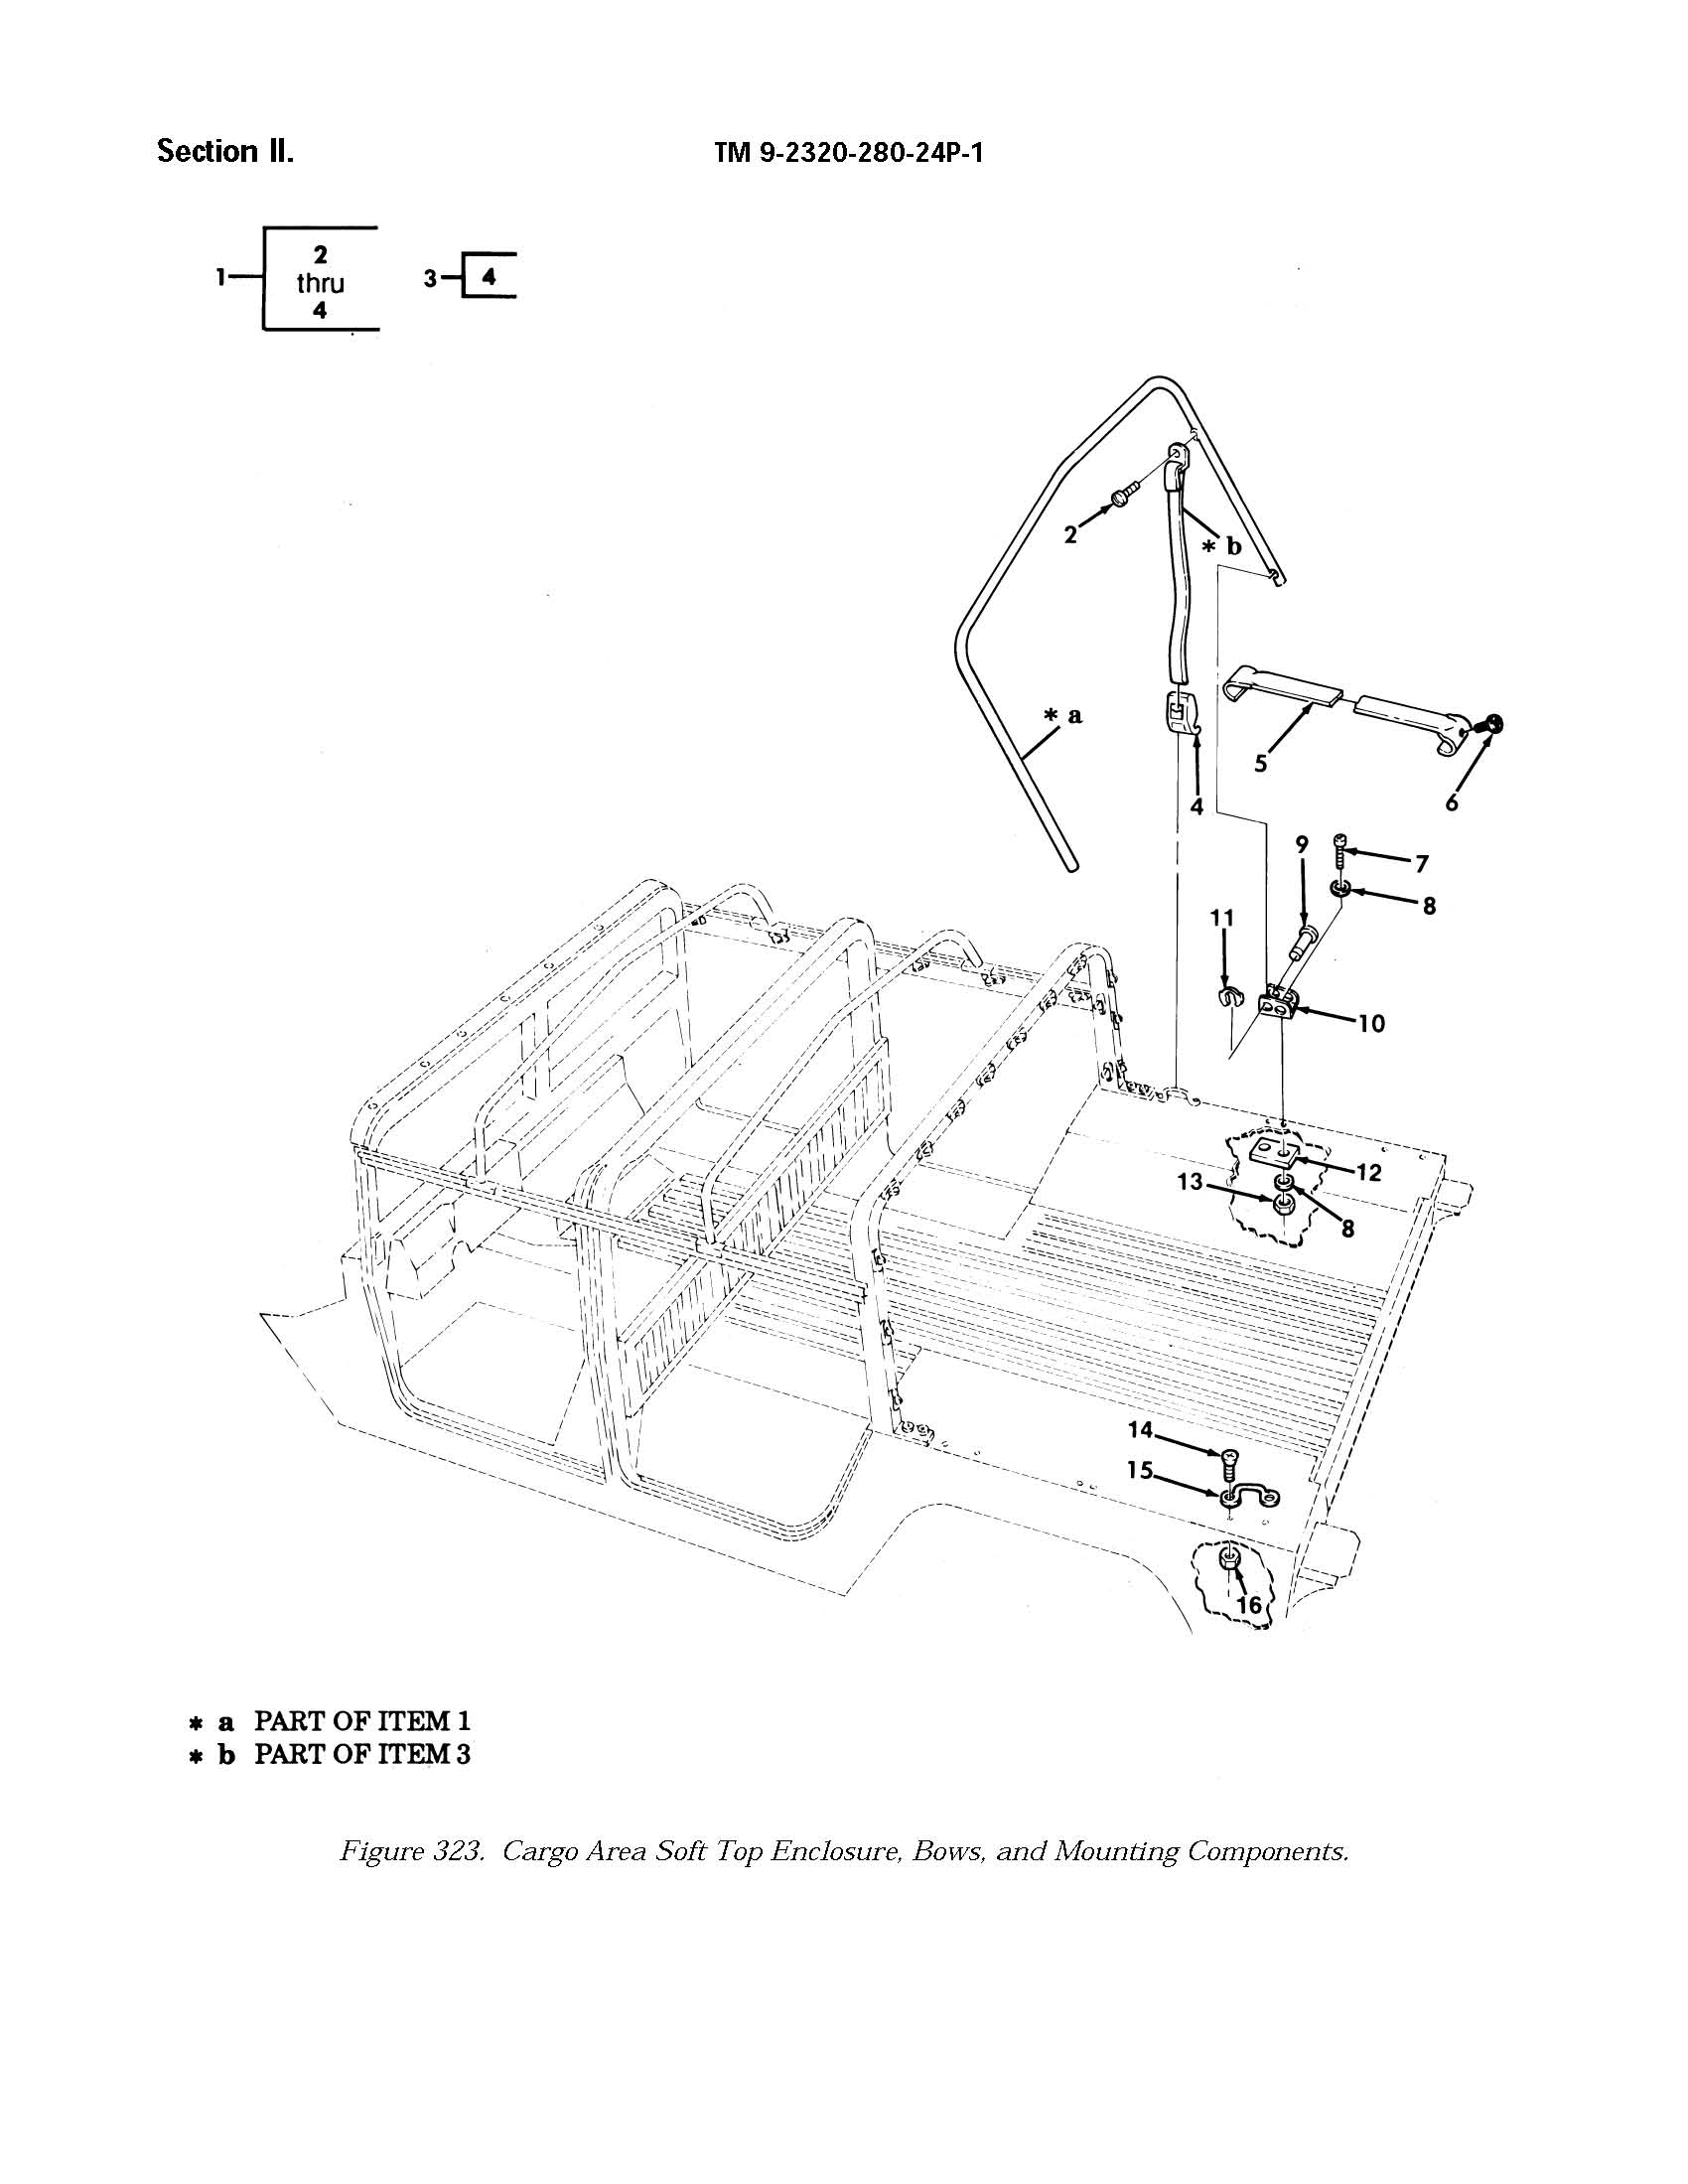 Section II.
TM 9-2320-280-24P-1
1
2
thru
4
3
4
2
* b
* a
4
5
6
9
7
8
11
10
12
13
8
14
15
16
* a PART OF ITEM 1
* b PART OF ITEM 3
Figure 323. Cargo Area Soft Top Enclosure, Bows, and Mounting Components.